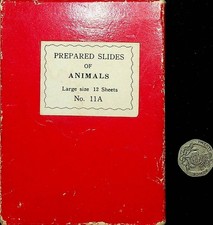 PREPARED SLIDES
OF
ANIMALS
Large size 12 Sheets
No. 11A